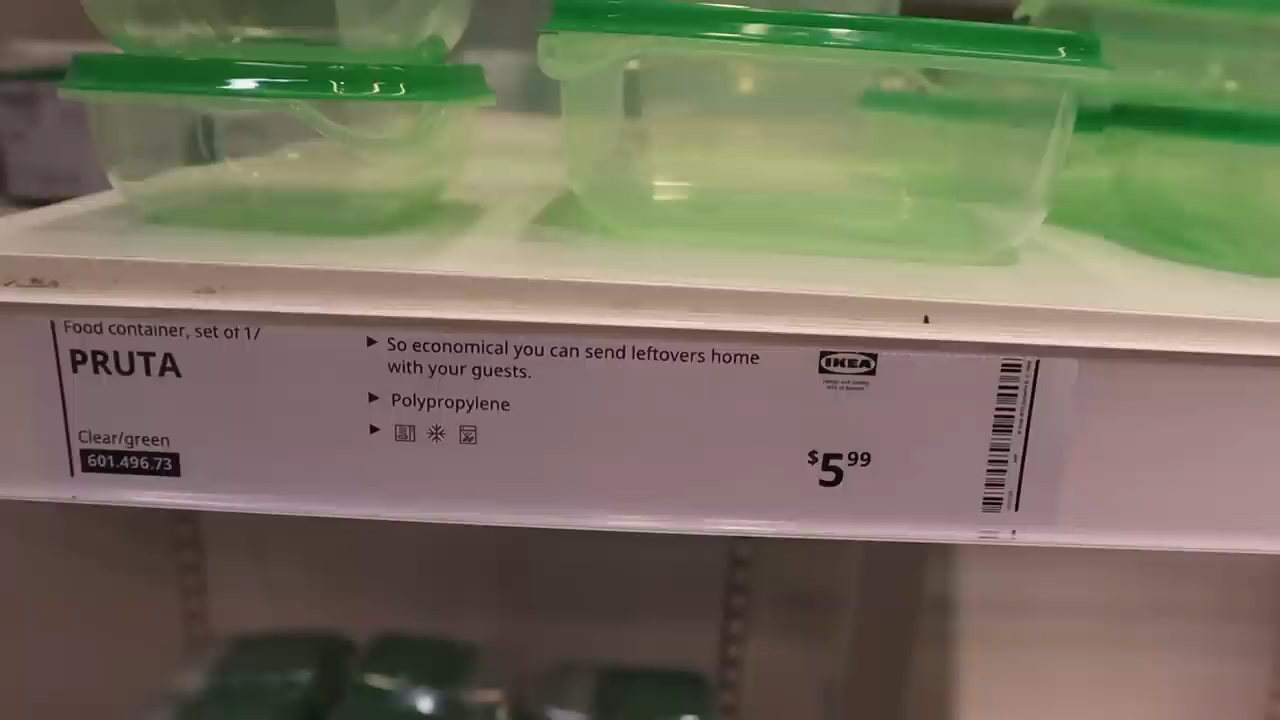 Food container, set of 1/
PRUTA
Clear/green
601.496.73
So economical you can send leftovers home
with your guests.
Polypropylene
IKEA
$5 99